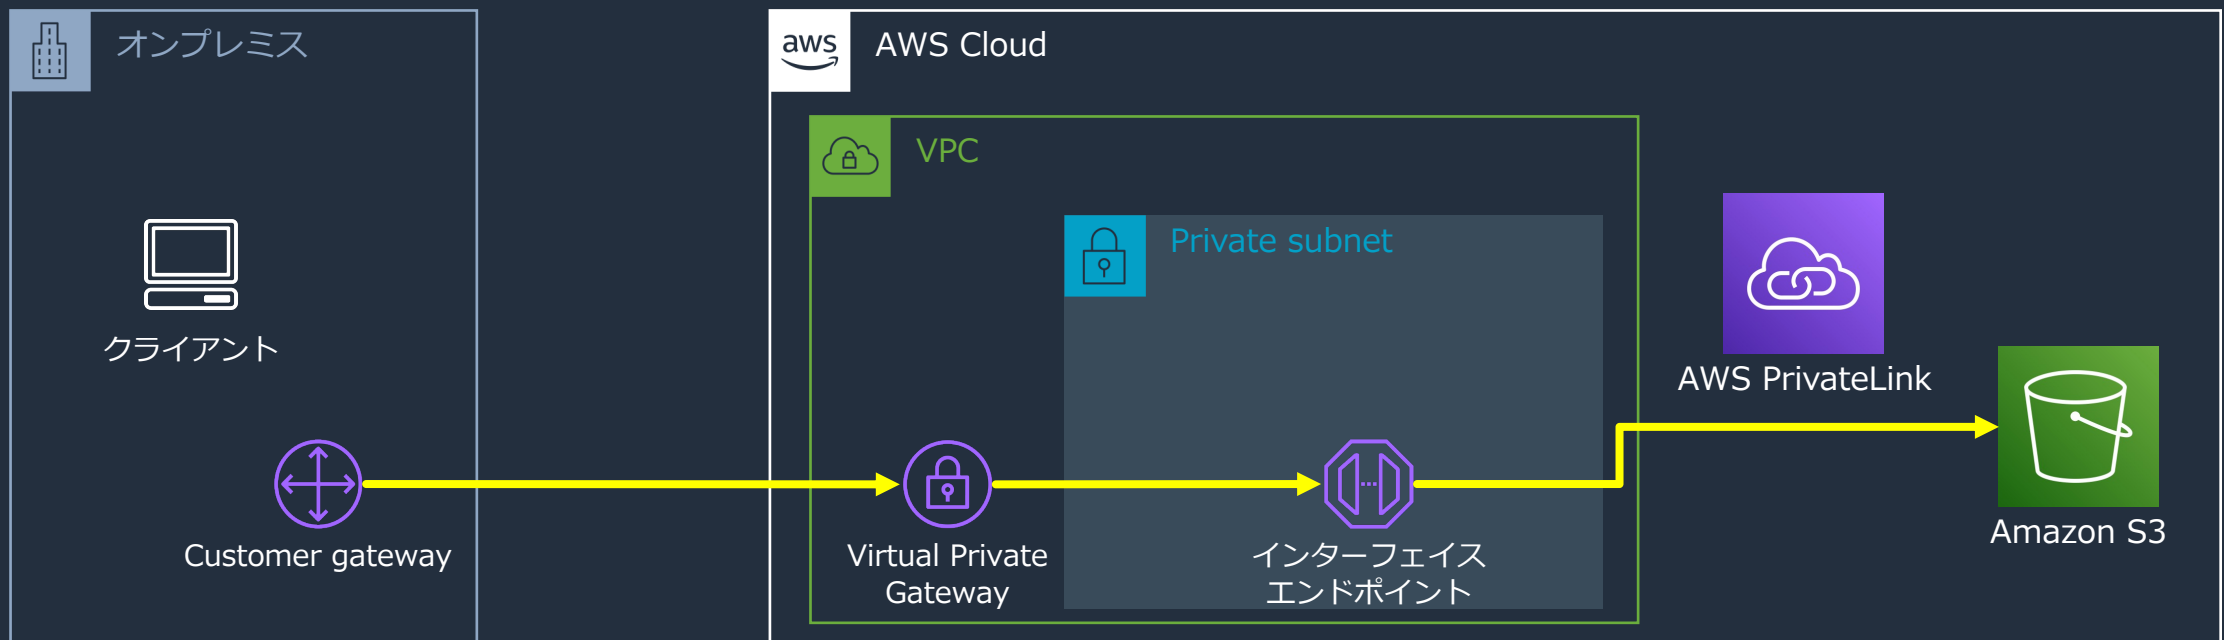 オンプレミス
aws
AWS Cloud
VPC
Private subnet
クライアント
AWS PrivateLink
Customer gateway
Virtual Private
Gateway
インターフェイス
エンドポイント
Amazon S3